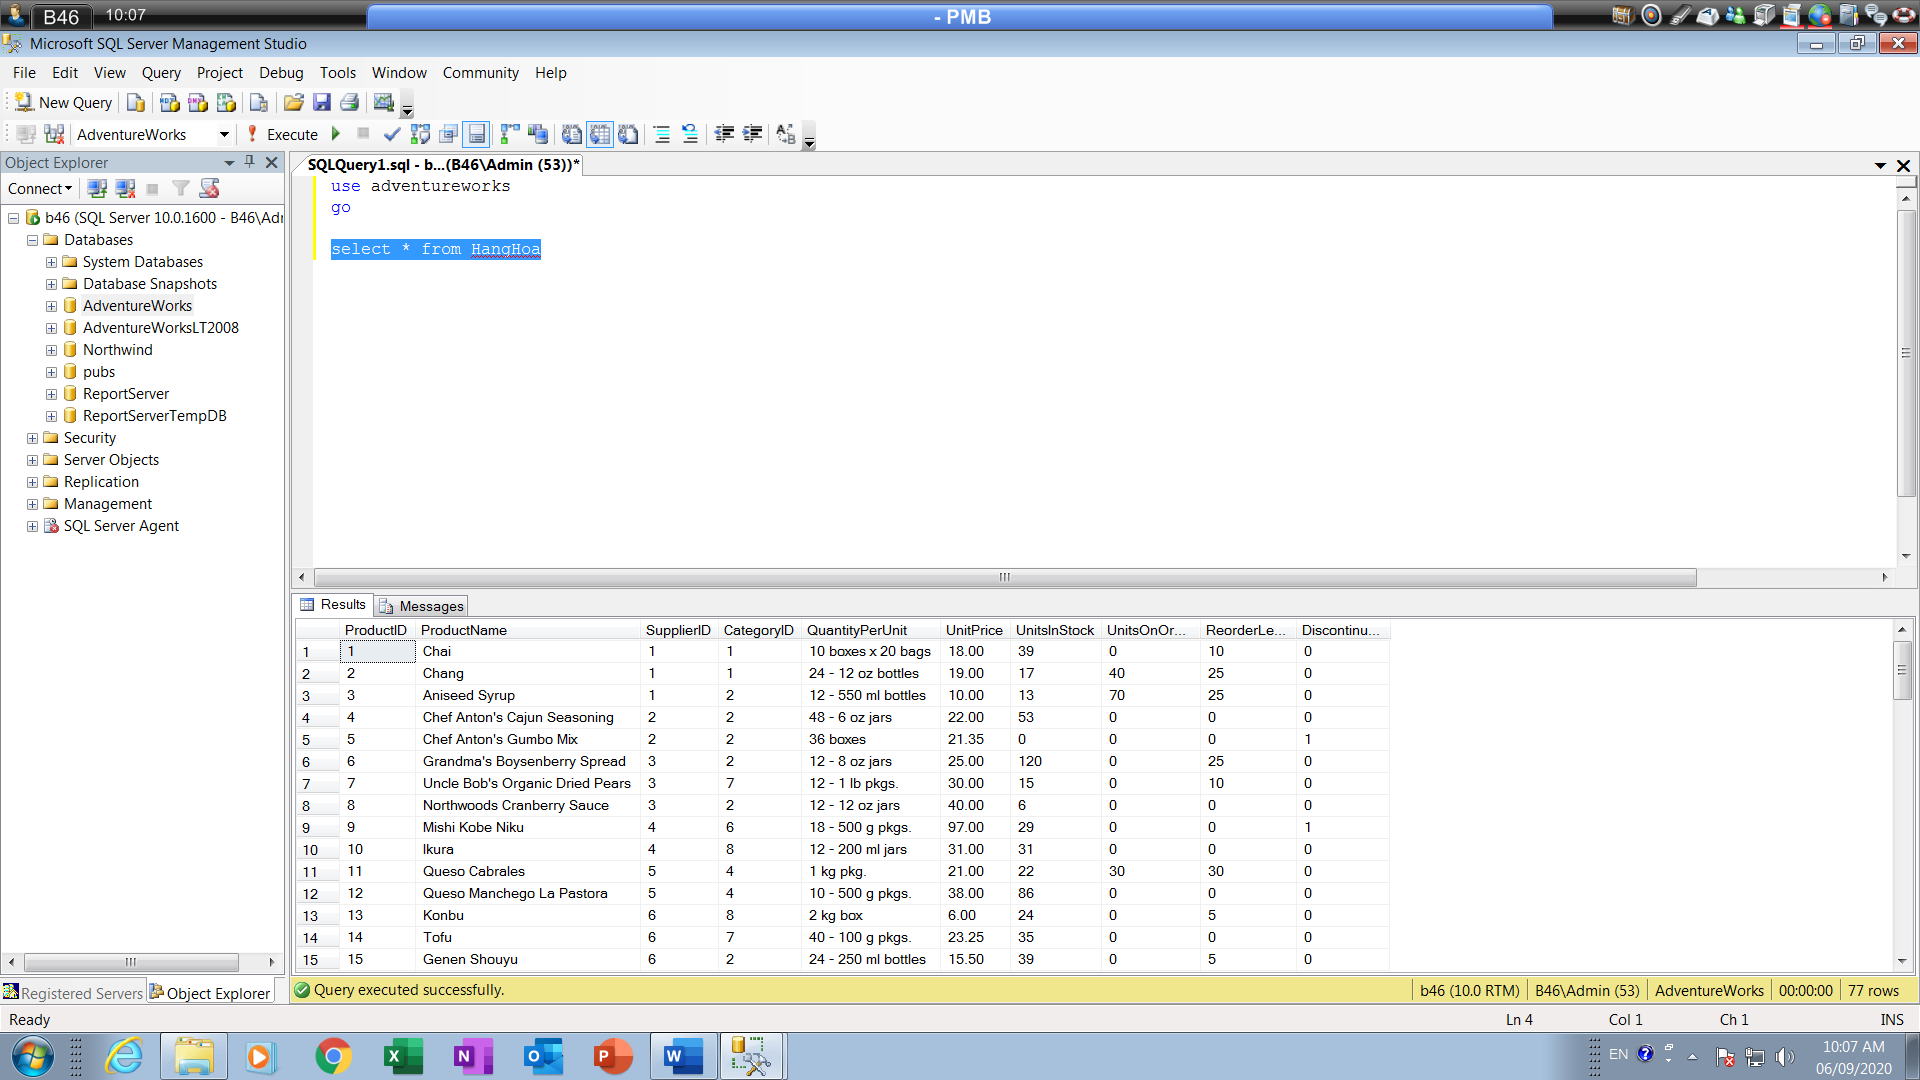 B46 10:07 - PMB
Microsoft SQL Server Management Studio
File Edit View Query Project Debug Tools Window Community Help
New Query
AdventureWorks Execute
Object Explorer
Connect
b46 (SQL Server 10.0.1600 - B46\Adr
Databases
System Databases
Database Snapshots
AdventureWorks
AdventureWorksLT2008
Northwind
pubs
ReportServer
ReportServerTempDB
Security
Server Objects
Replication
Management
SQL Server Agent
Registered Servers Object Explorer
SQLQuery1.sql - b...(B46\Admin (53))*
use adventureworks
go
select * from HangHoa
Results Messages
ProductID ProductName SupplierID CategoryID QuantityPerUnit UnitPrice UnitsInStock UnitsOnOr... ReorderLe... Discontinu...
1 1 Chai 1 1 10 boxes x 20 bags 18.00 39 0 10 0
2 2 Chang 1 1 24 - 12 oz bottles 19.00 17 40 25 0
3 3 Aniseed Syrup 1 2 12 - 550 ml bottles 10.00 13 70 25 0
4 4 Chef Anton's Cajun Seasoning 2 2 48 - 6 oz jars 22.00 53 0 0 0
5 5 Chef Anton's Gumbo Mix 2 2 36 boxes 21.35 0 0 0 1
6 6 Grandma's Boysenberry Spread 3 2 12 - 8 oz jars 25.00 120 0 25 0
7 7 Uncle Bob's Organic Dried Pears 3 7 12 - 1 lb pkgs. 30.00 15 0 10 0
8 8 Northwoods Cranberry Sauce 3 2 12 - 12 oz jars 40.00 6 0 0 0
9 9 Mishi Kobe Niku 4 6 18 - 500 g pkgs. 97.00 29 0 0 1
10 10 Ikura 4 8 12 - 200 ml jars 31.00 31 0 0 0
11 11 Queso Cabrales 5 4 1 kg pkg. 21.00 22 30 30 0
12 12 Queso Manchego La Pastora 5 4 10 - 500 g pkgs. 38.00 86 0 0 0
13 13 Konbu 6 8 2 kg box 6.00 24 0 5 0
14 14 Tofu 6 7 40 - 100 g pkgs. 23.25 35 0 0 0
15 15 Genen Shouyu 6 2 24 - 250 ml bottles 15.50 39 0 5 0
Query executed successfully. b46 (10.0 RTM) B46\Admin (53) AdventureWorks 00:00:00 77 rows
Ready Ln 4 Col 1 Ch 1 INS
EN 10:07 AM
06/09/2020